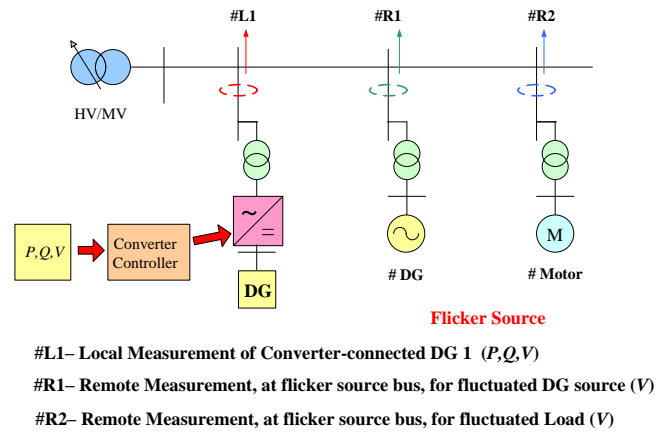 #L1 #R1 #R2
HV/MV
P,Q,V
Converter
Controller
~
=
DG
M
# DG
# Motor
Flicker Source
#L1– Local Measurement of Converter-connected DG 1 (P,Q,V)
#R1– Remote Measurement, at flicker source bus, for fluctuated DG source (V)
#R2– Remote Measurement, at flicker source bus, for fluctuated Load (V)